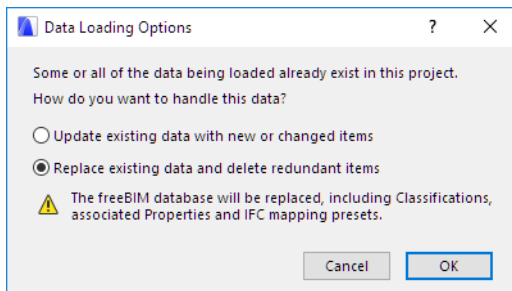 Data Loading Options
?
Some or all of the data being loaded already exist in this project.
How do you want to handle this data?
Update existing data with new or changed items
Replace existing data and delete redundant items
The freeBIM database will be replaced, including Classifications,
associated Properties and IFC mapping presets.
Cancel
OK